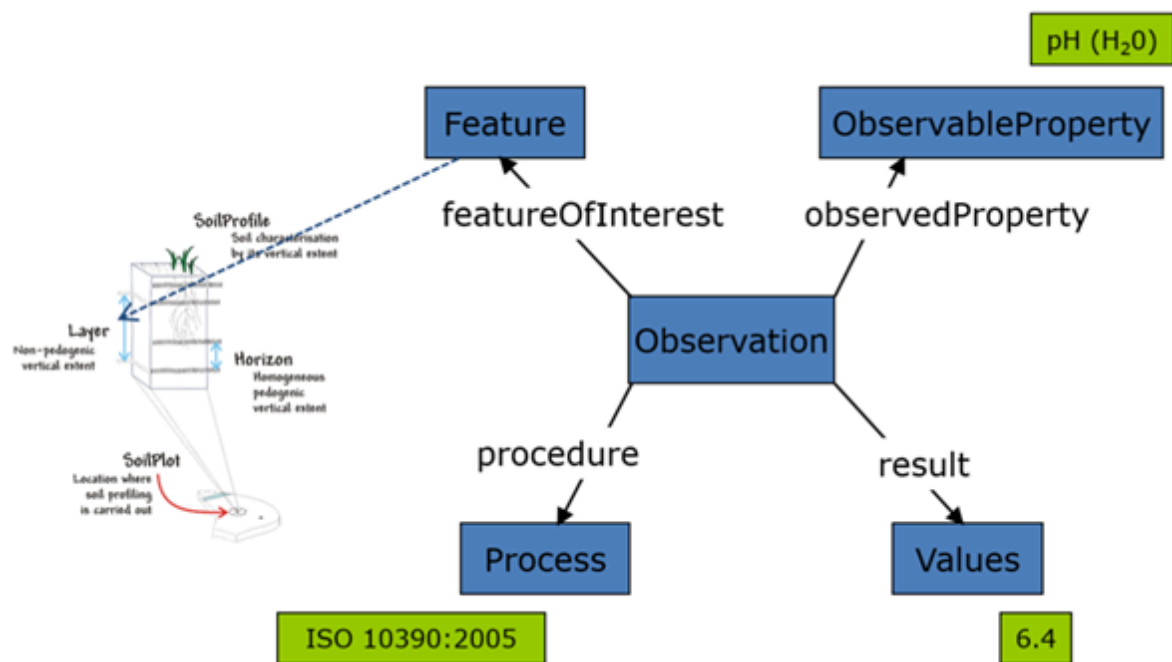 pH (H₂0)
Feature
ObservableProperty
featureOfInterest
observedProperty
SoilProfile
Soil characterisation
by its vertical extent
Layer
Non-pedogenic
vertical extent
Horizon
Homogeneous
pedogenic
vertical extent
Observation
procedure
result
SoilPlot
Location where
soil profiling
is carried out
Process
Values
ISO 10390:2005
6.4